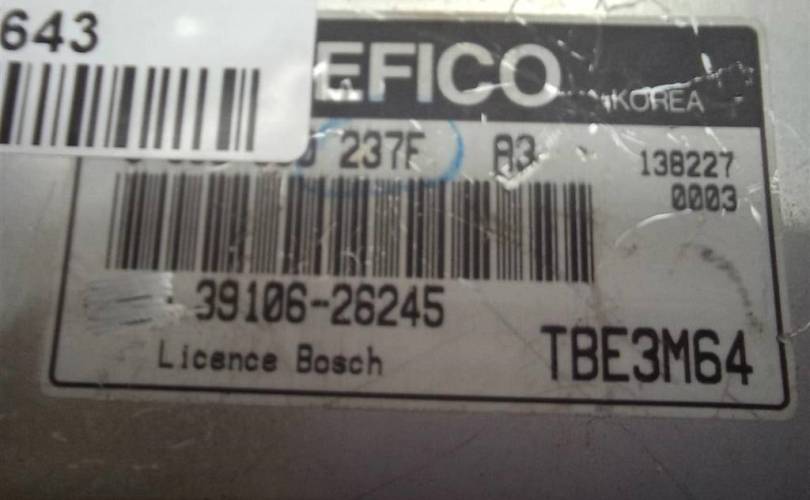 643
EFICO KOREA
237F A3 138227
0003
39106-26245
Licence Bosch
TBE3M64